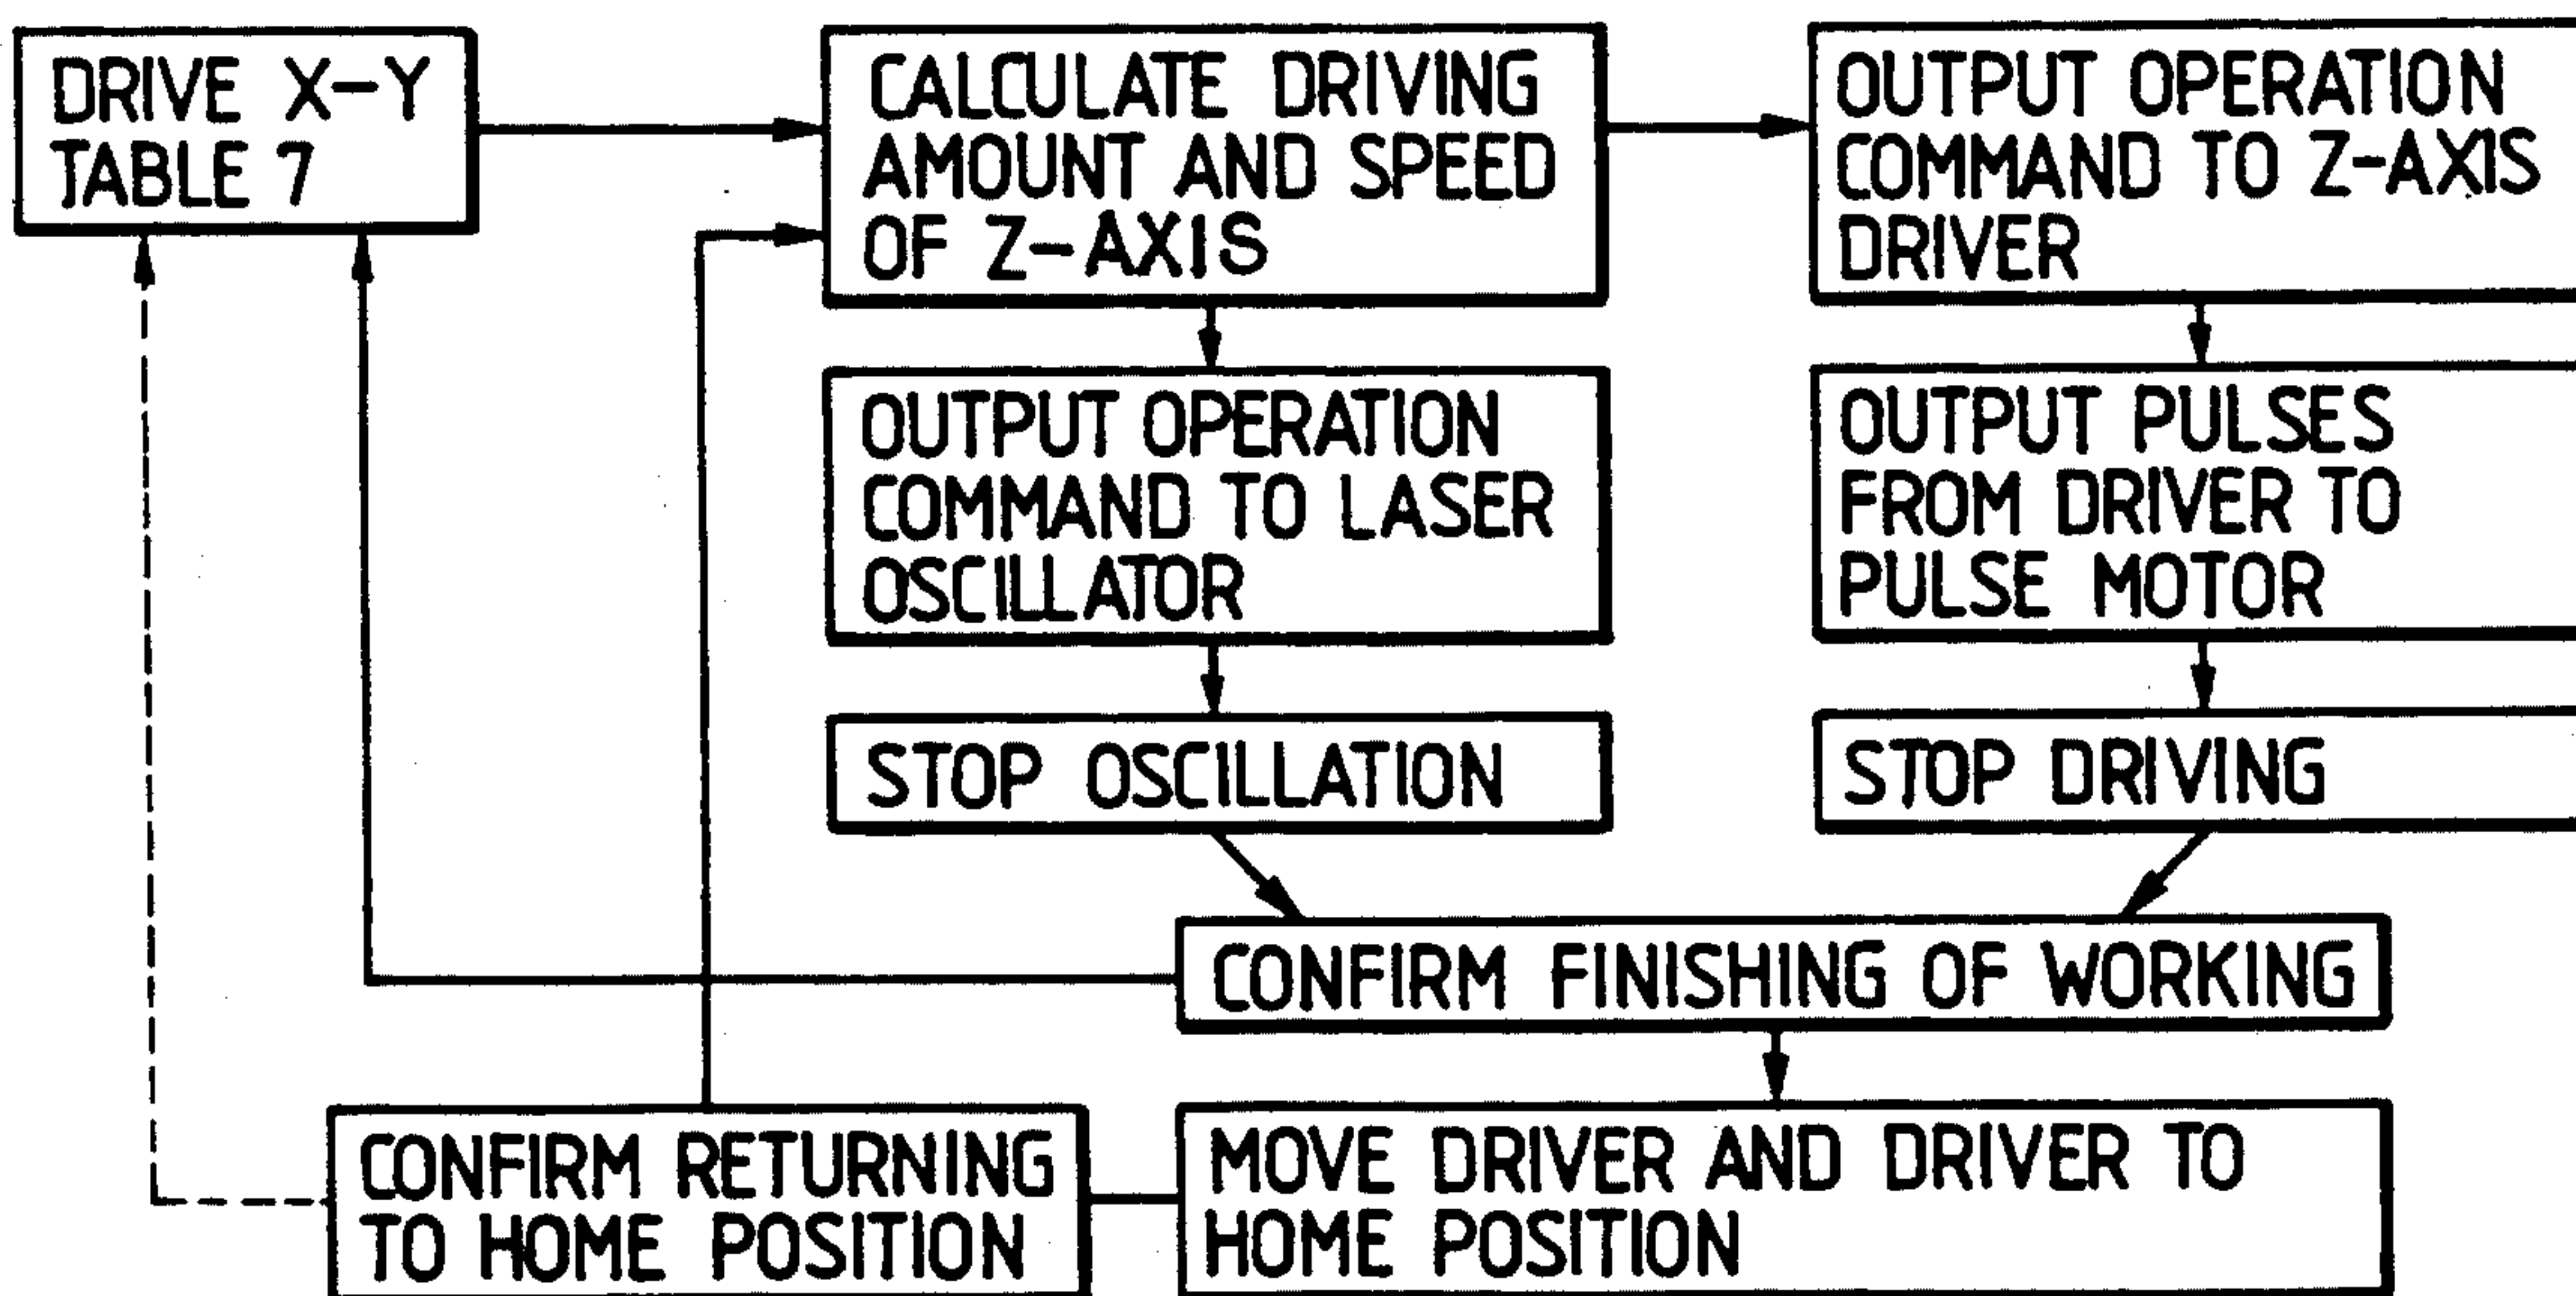 DRIVE X-Y
TABLE 7
CALCULATE DRIVING
AMOUNT AND SPEED
OF Z-AXIS
OUTPUT OPERATION
COMMAND TO Z-AXIS
DRIVER
OUTPUT OPERATION
COMMAND TO LASER
OSCILLATOR
OUTPUT PULSES
FROM DRIVER TO
PULSE MOTOR
STOP OSCILLATION
STOP DRIVING
CONFIRM FINISHING OF WORKING
CONFIRM RETURNING
TO HOME POSITION
MOVE DRIVER AND DRIVER TO
HOME POSITION